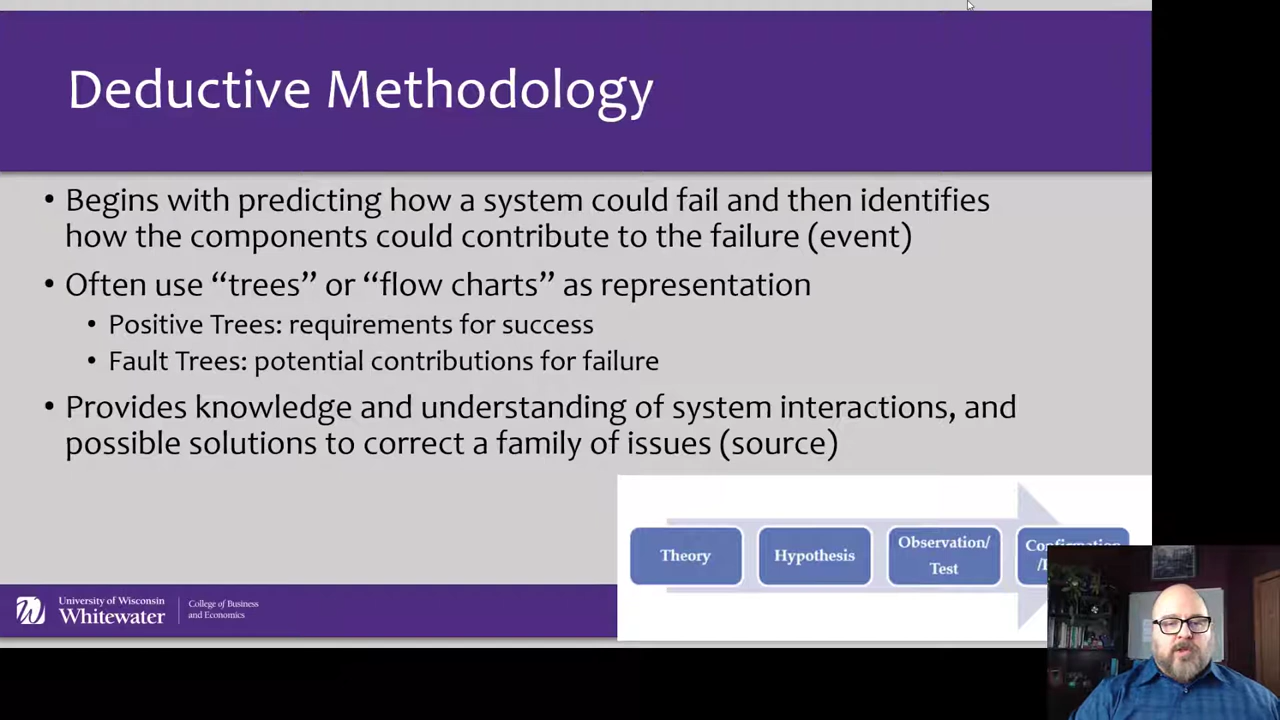 Deductive Methodology
• Begins with predicting how a system could fail and then identifies
how the components could contribute to the failure (event)
• Often use “trees” or “flow charts” as representation
• Positive Trees: requirements for success
• Fault Trees: potential contributions for failure
• Provides knowledge and understanding of system interactions, and
possible solutions to correct a family of issues (source)
Theory
Hypothesis
Observation/
Test
Confirmation
University of Wisconsin
Whitewater
College of Business
and Economics